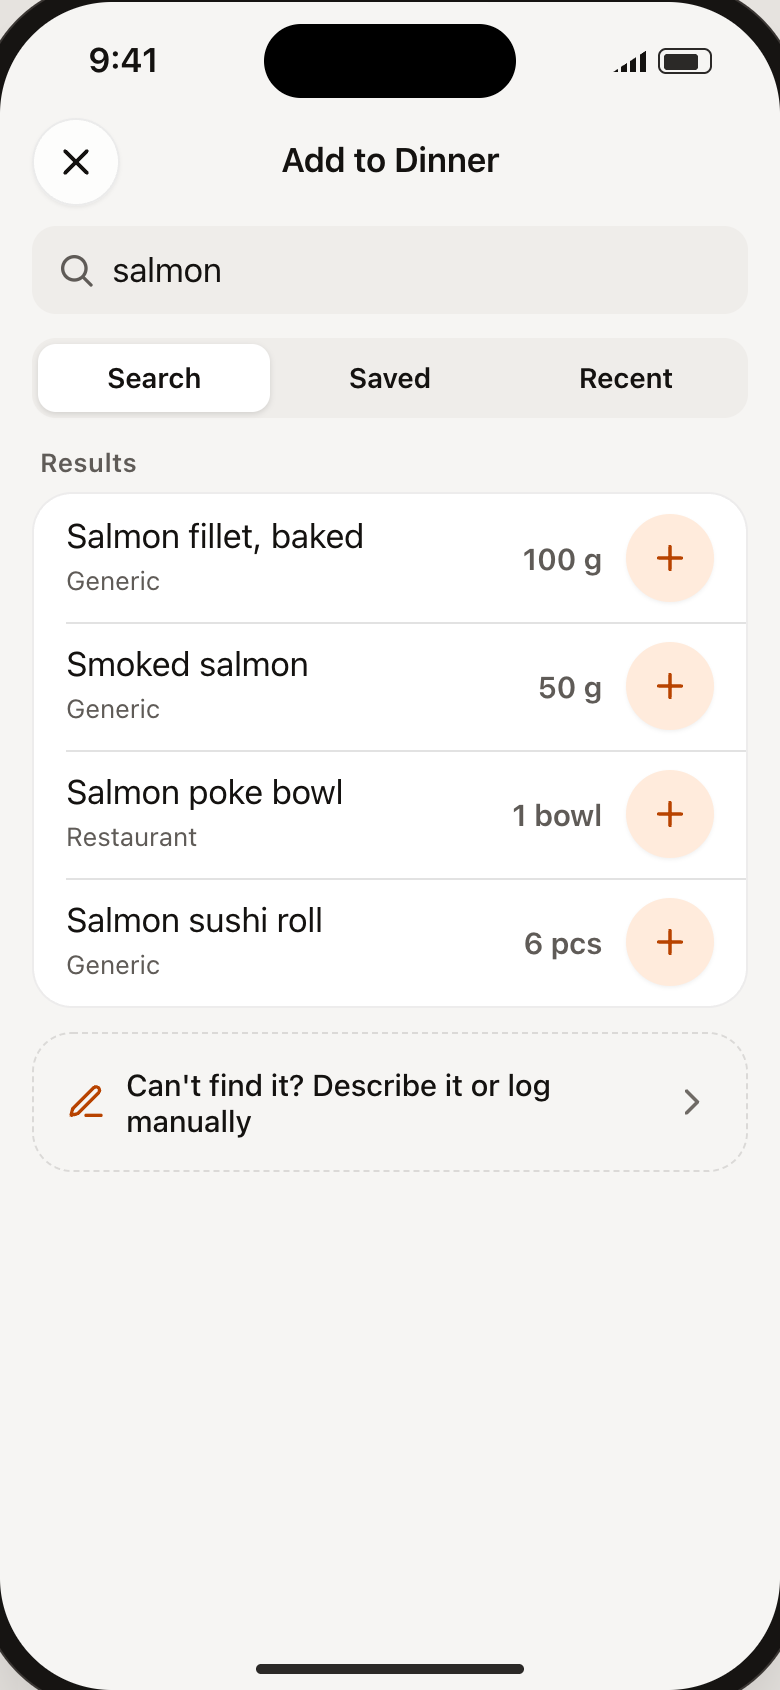 9:41
Add to Dinner
salmon
Search
Saved
Recent
Results
Salmon fillet, baked
Generic
100 g
Smoked salmon
Generic
50 g
Salmon poke bowl
Restaurant
1 bowl
Salmon sushi roll
Generic
6 pcs
Can't find it? Describe it or log
manually